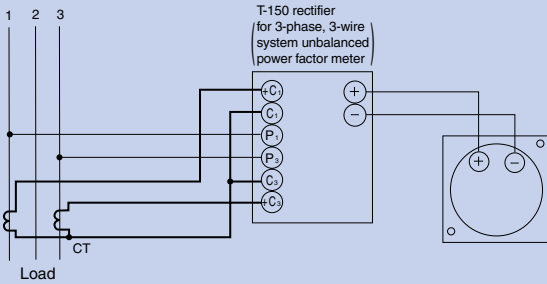 T-150 rectifier
for 3-phase, 3-wire
system unbalanced
power factor meter
1 2 3
+C₁
C₁
P₁
P₃
C₃
+C₃
+
−
+ −
CT
Load